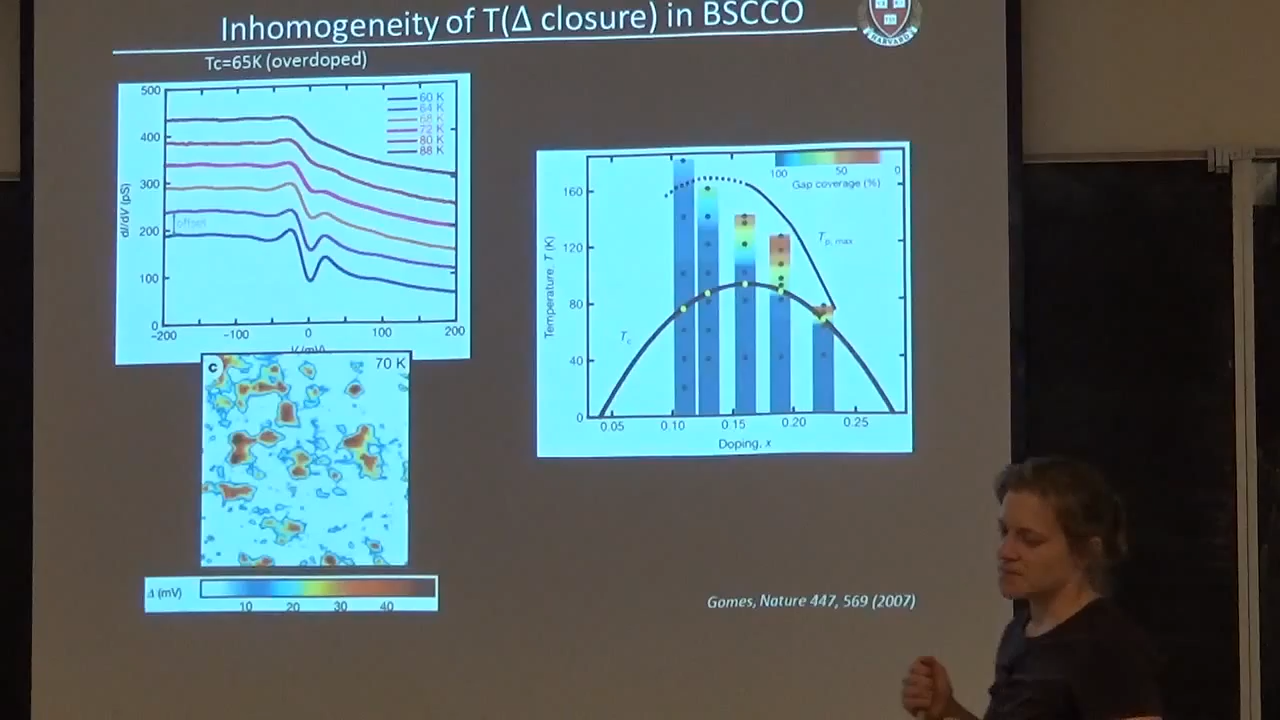 Inhomogeneity of T(Δ closure) in BSCCO
HARVARD
Tc=65K (overdoped)
500
400
300
200
100
0
dI/dV (pS)
60 K
64 K
68 K
72 K
80 K
88 K
offset
−200
−100
0
100
200
V (mV)
c
70 K
Δ (mV)
10
20
30
40
160
120
80
40
0
Temperature, T (K)
100
50
0
Gap coverage (%)
Tp, max
Tc
0.05
0.10
0.15
0.20
0.25
Doping, x
Gomes, Nature 447, 569 (2007)